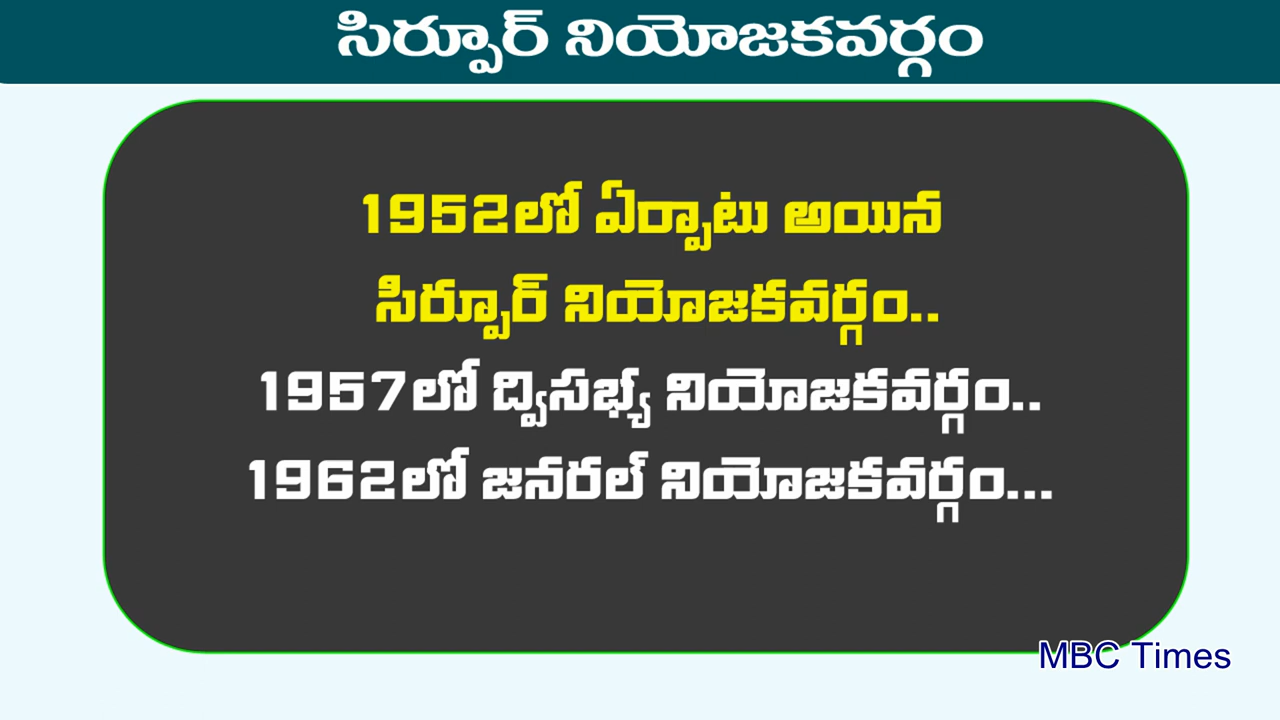 సిర్పూర్ నియోజకవర్గం
1952లో ఏర్పాటు అయిన
సిర్పూర్ నియోజకవర్గం..
1957లో ద్విసభ్య నియోజకవర్గం..
1962లో జనరల్ నియోజకవర్గం...
MBC Times